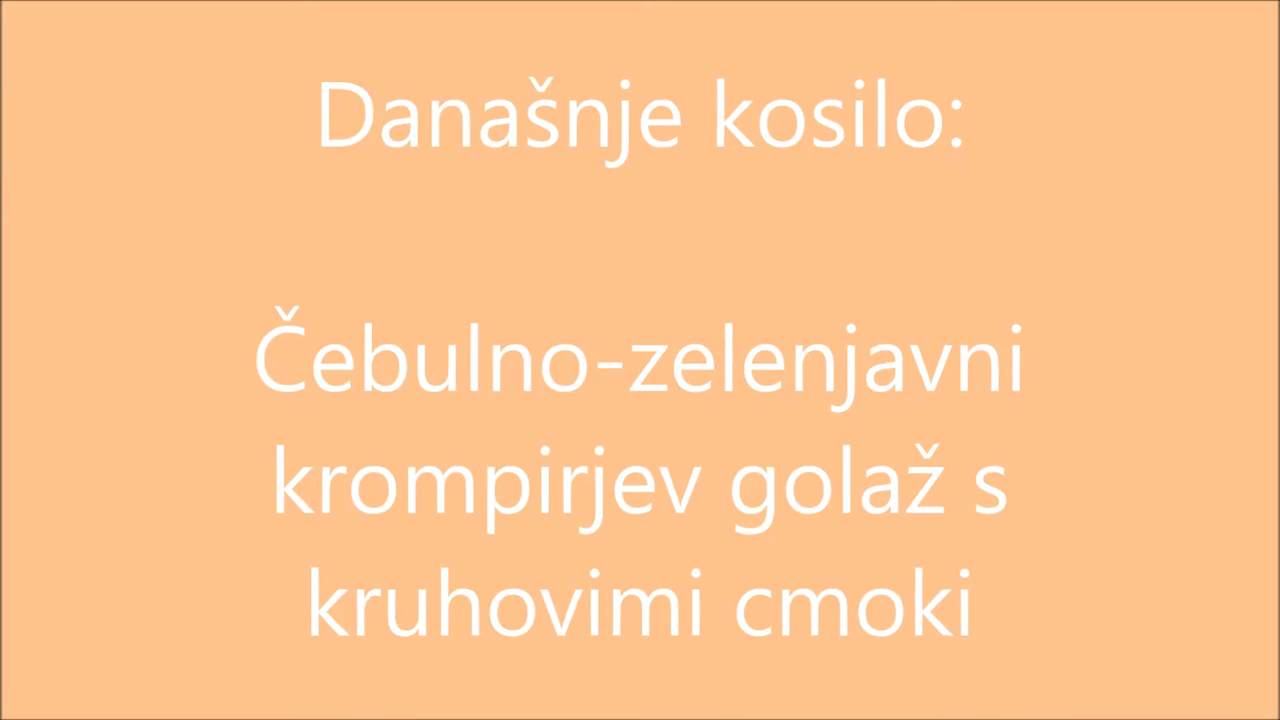 Današnje kosilo:
Čebulno-zelenjavni
krompirjev golaž s
kruhovimi cmoki